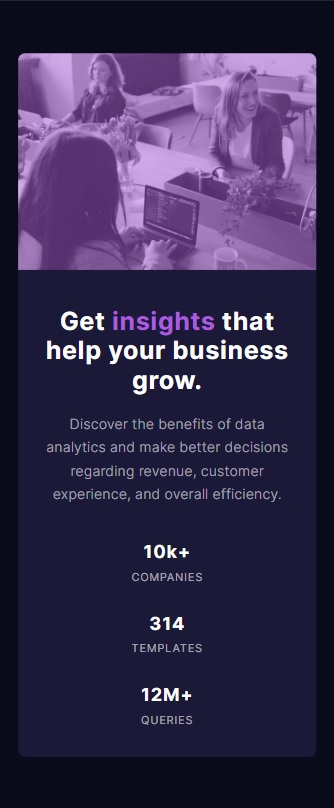 Get insights that
help your business
grow.
Discover the benefits of data
analytics and make better decisions
regarding revenue, customer
experience, and overall efficiency.
10k+
COMPANIES
314
TEMPLATES
12M+
QUERIES